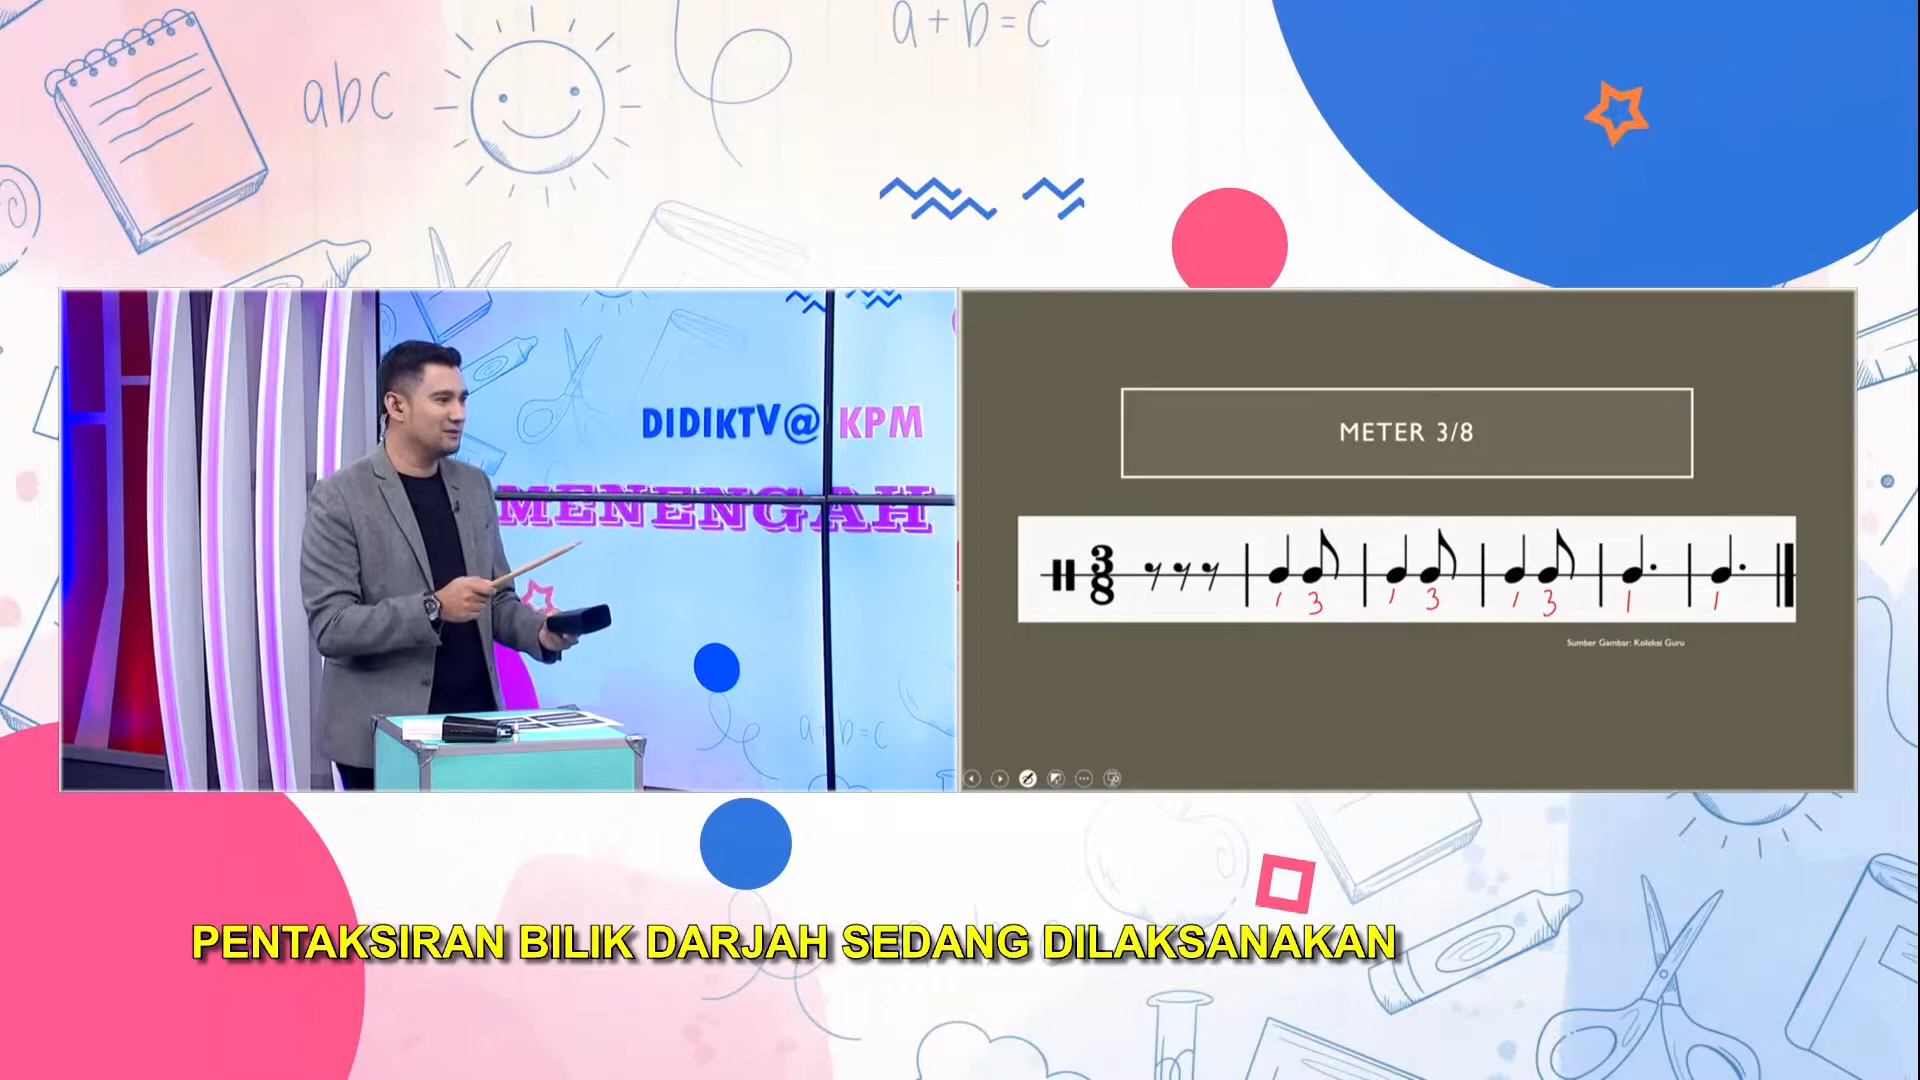 abc
a+b=c
DIDIKTV@KPM
MENENGAH
a+b=c
METER 3/8
3
8
1 3 1 3 1 3 1 1
Sumber Gambar: Koleksi Guru
PENTAKSIRAN BILIK DARJAH SEDANG DILAKSANAKAN